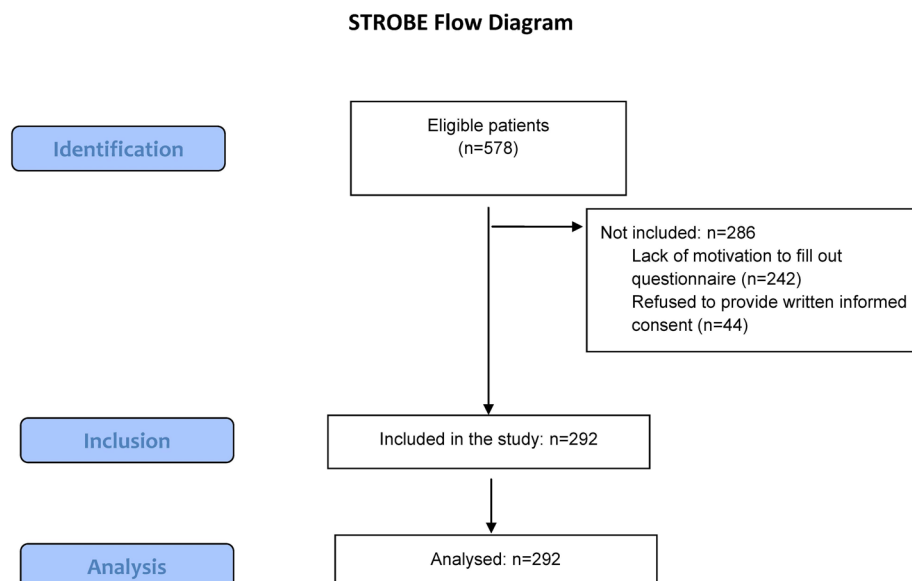 STROBE Flow Diagram
Identification
Eligible patients
(n=578)
Not included: n=286
Lack of motivation to fill out
questionnaire (n=242)
Refused to provide written informed
consent (n=44)
Inclusion
Included in the study: n=292
Analysis
Analysed: n=292